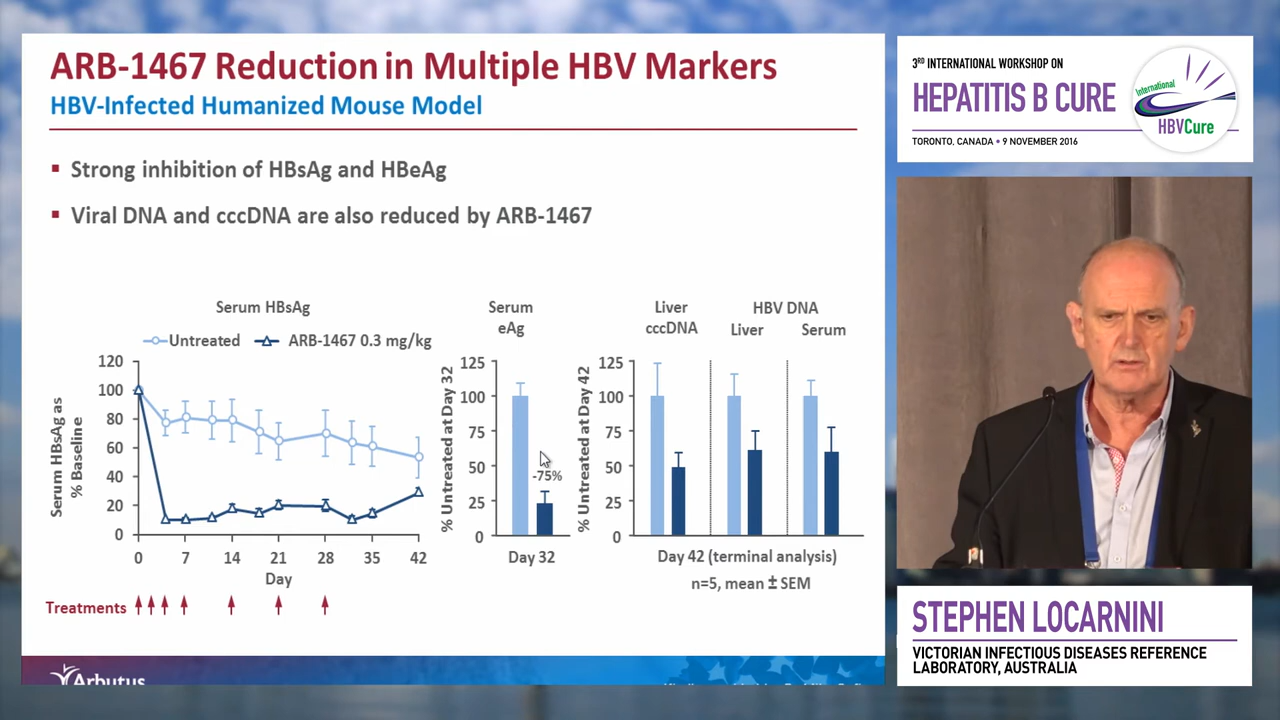 ARB-1467 Reduction in Multiple HBV Markers
HBV-Infected Humanized Mouse Model
▪ Strong inhibition of HBsAg and HBeAg
▪ Viral DNA and cccDNA are also reduced by ARB-1467
Serum HBsAg
Untreated
ARB-1467 0.3 mg/kg
Serum HBsAg as
% Baseline
120
100
80
60
40
20
0
0 7 14 21 28 35 42
Day
Treatments
Serum
eAg
% Untreated at Day 32
125
100
75
50
25
0
-75%
Day 32
Liver
cccDNA
HBV DNA
Liver
Serum
% Untreated at Day 42
125
100
75
50
25
0
Day 42 (terminal analysis)
n=5, mean ± SEM
Arbutus
3RD INTERNATIONAL WORKSHOP ON
HEPATITIS B CURE
TORONTO, CANADA • 9 NOVEMBER 2016
International
HBVCure
STEPHEN LOCARNINI
VICTORIAN INFECTIOUS DISEASES REFERENCE
LABORATORY, AUSTRALIA